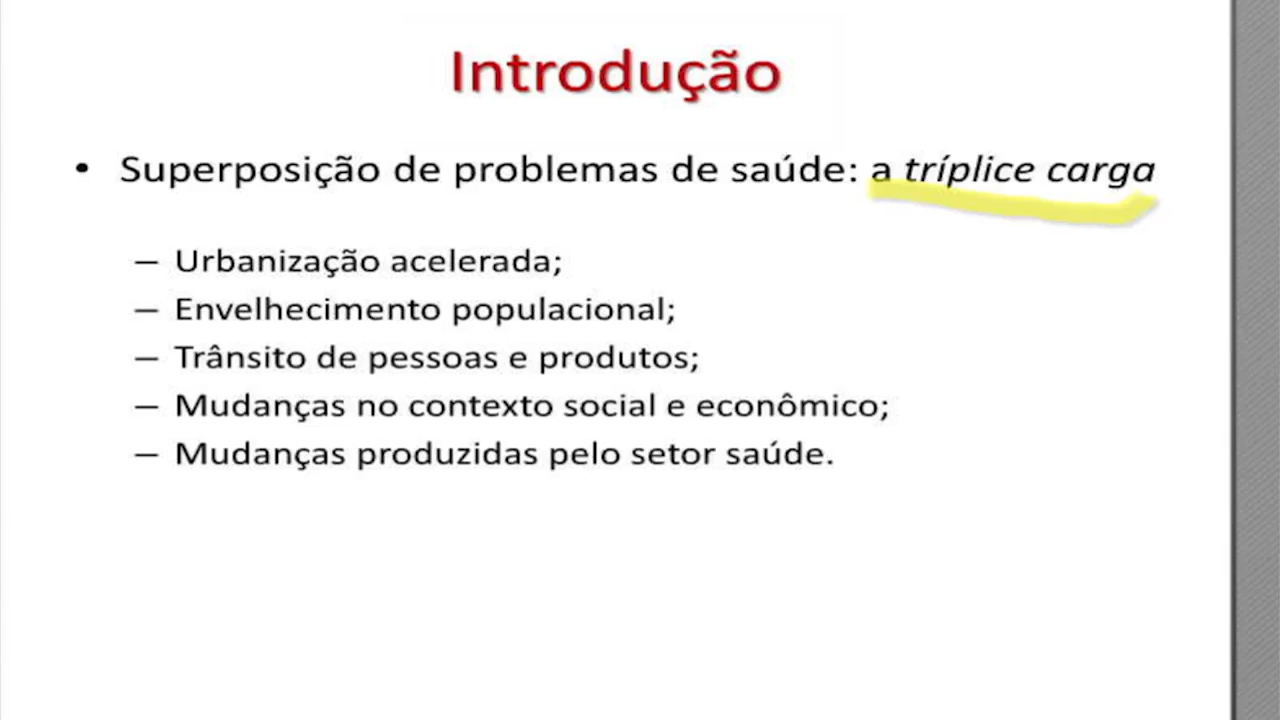 Introdução
• Superposição de problemas de saúde: a tríplice carga
– Urbanização acelerada;
– Envelhecimento populacional;
– Trânsito de pessoas e produtos;
– Mudanças no contexto social e econômico;
– Mudanças produzidas pelo setor saúde.